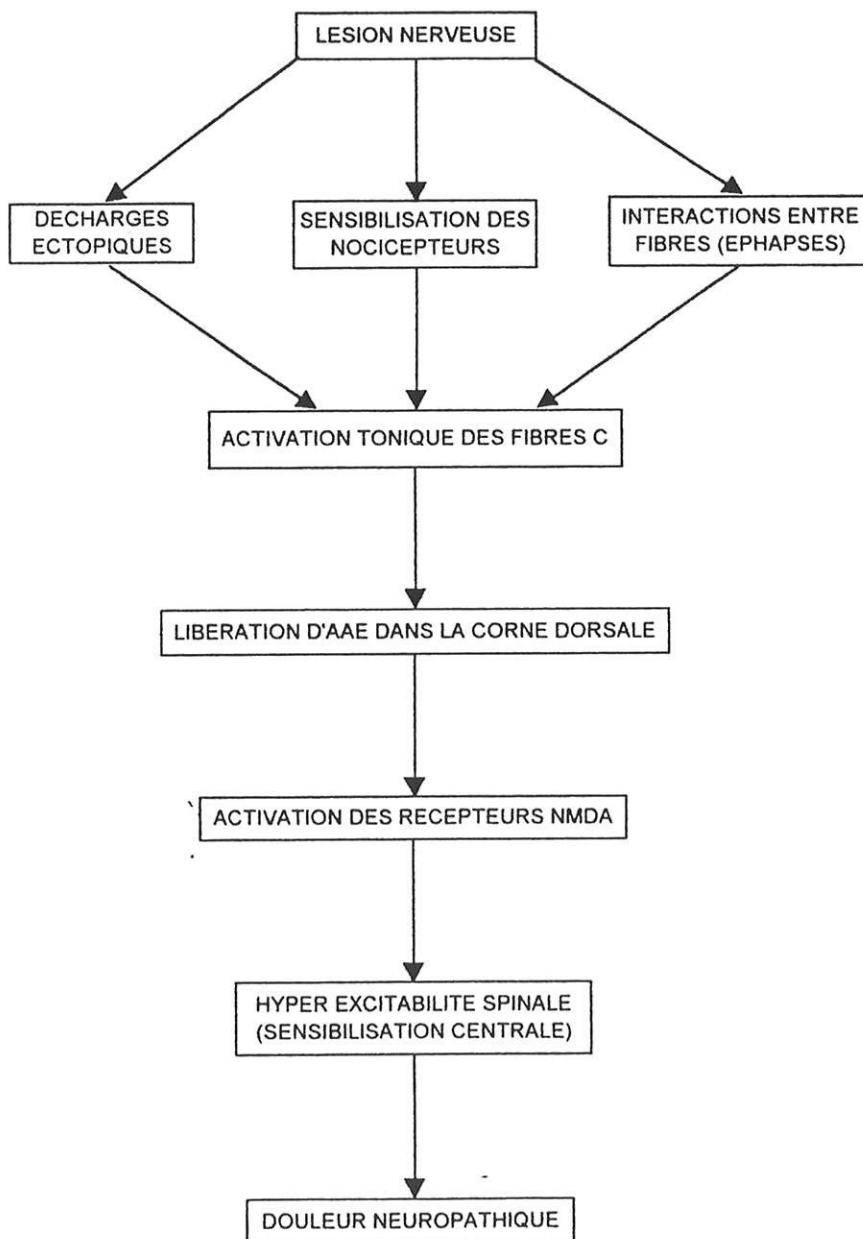 LESION NERVEUSE
DECHARGES
ECTOPIQUES
SENSIBILISATION DES
NOCICEPTEURS
INTERACTIONS ENTRE
FIBRES (EPHAPSES)
ACTIVATION TONIQUE DES FIBRES C
LIBERATION D'AAE DANS LA CORNE DORSALE
ACTIVATION DES RECEPTEURS NMDA
HYPER EXCITABILITE SPINALE
(SENSIBILISATION CENTRALE)
DOULEUR NEUROPATHIQUE